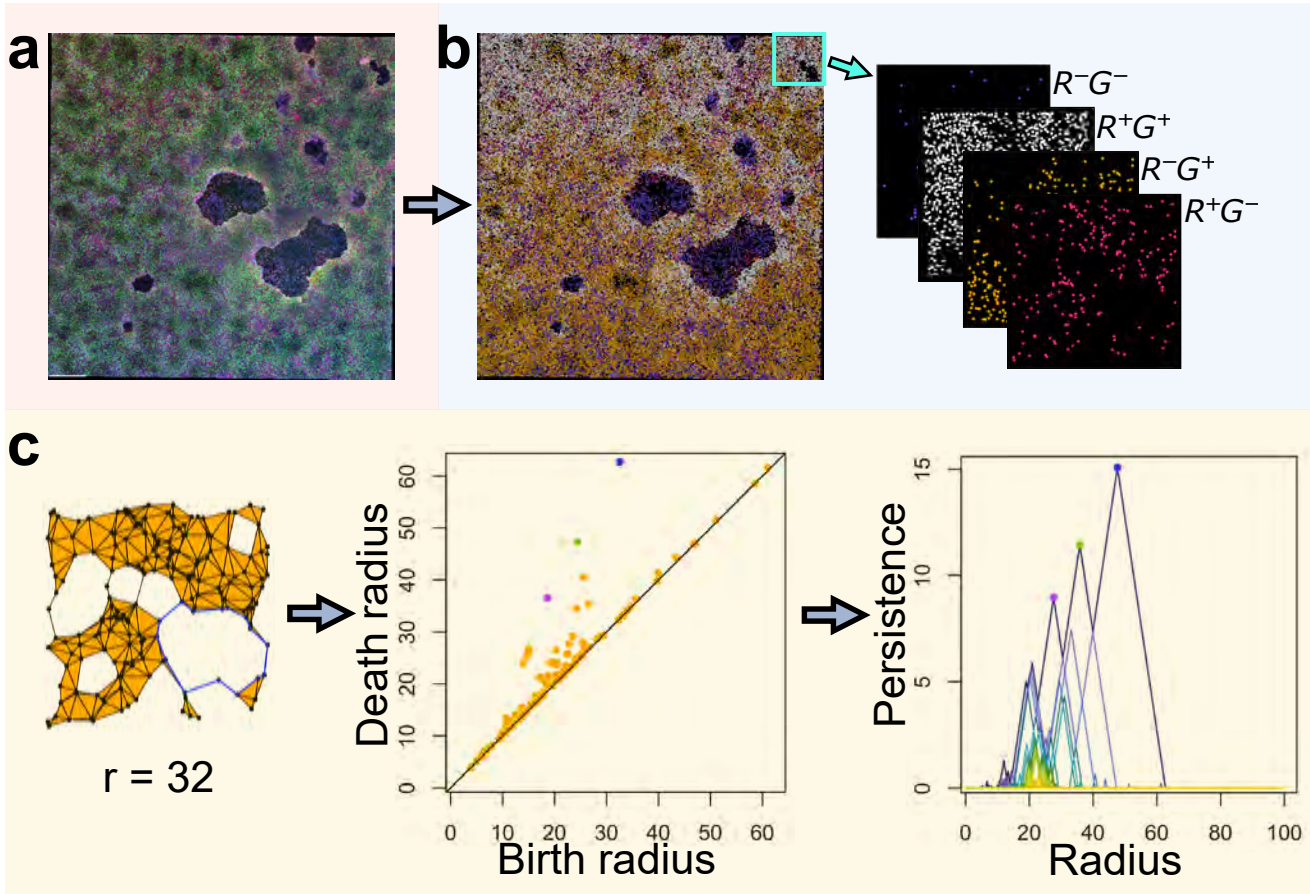 a
b
R⁻G⁻
R⁺G⁺
R⁻G⁺
R⁺G⁻
c
r = 32
Death radius
0 10 20 30 40 50 60
0 10 20 30 40 50 60
Birth radius
Persistence
0 5 10 15
0 20 40 60 80 100
Radius